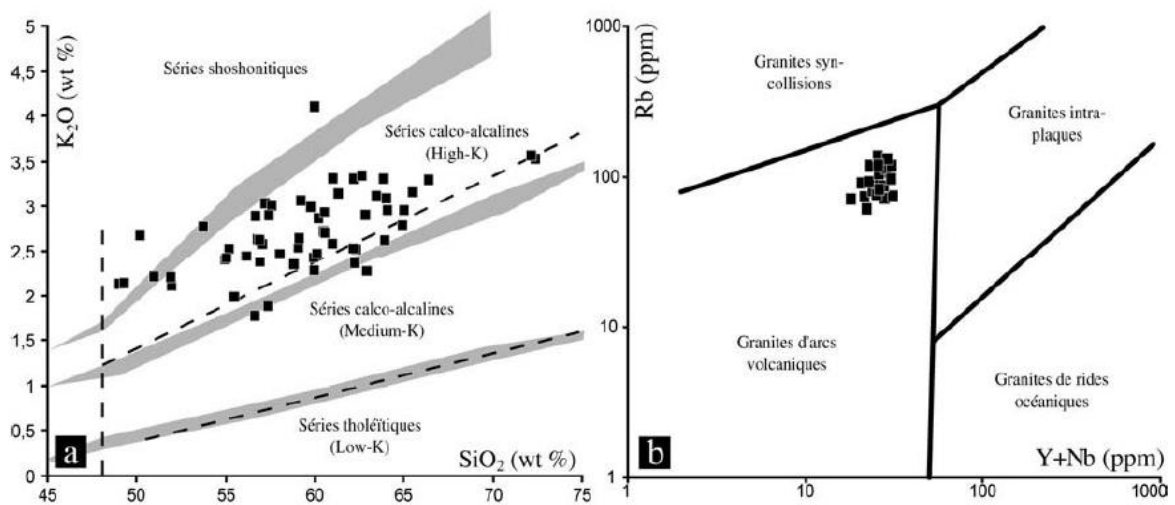 K₂O (wt %)
5
4,5
4
3,5
3
2,5
2
1,5
1
0,5
0
45
50
55
60
65
70
75
Séries shoshonitiques
Séries calco-alcalines
(High-K)
Séries calco-alcalines
(Medium-K)
Séries tholéïtiques
(Low-K)
a
SiO₂ (wt %)
Rb (ppm)
1000
100
10
1
1
10
100
1000
Granites syn-
collisions
Granites intra-
plaques
Granites d'arcs
volcaniques
Granites de rides
océaniques
b
Y+Nb (ppm)